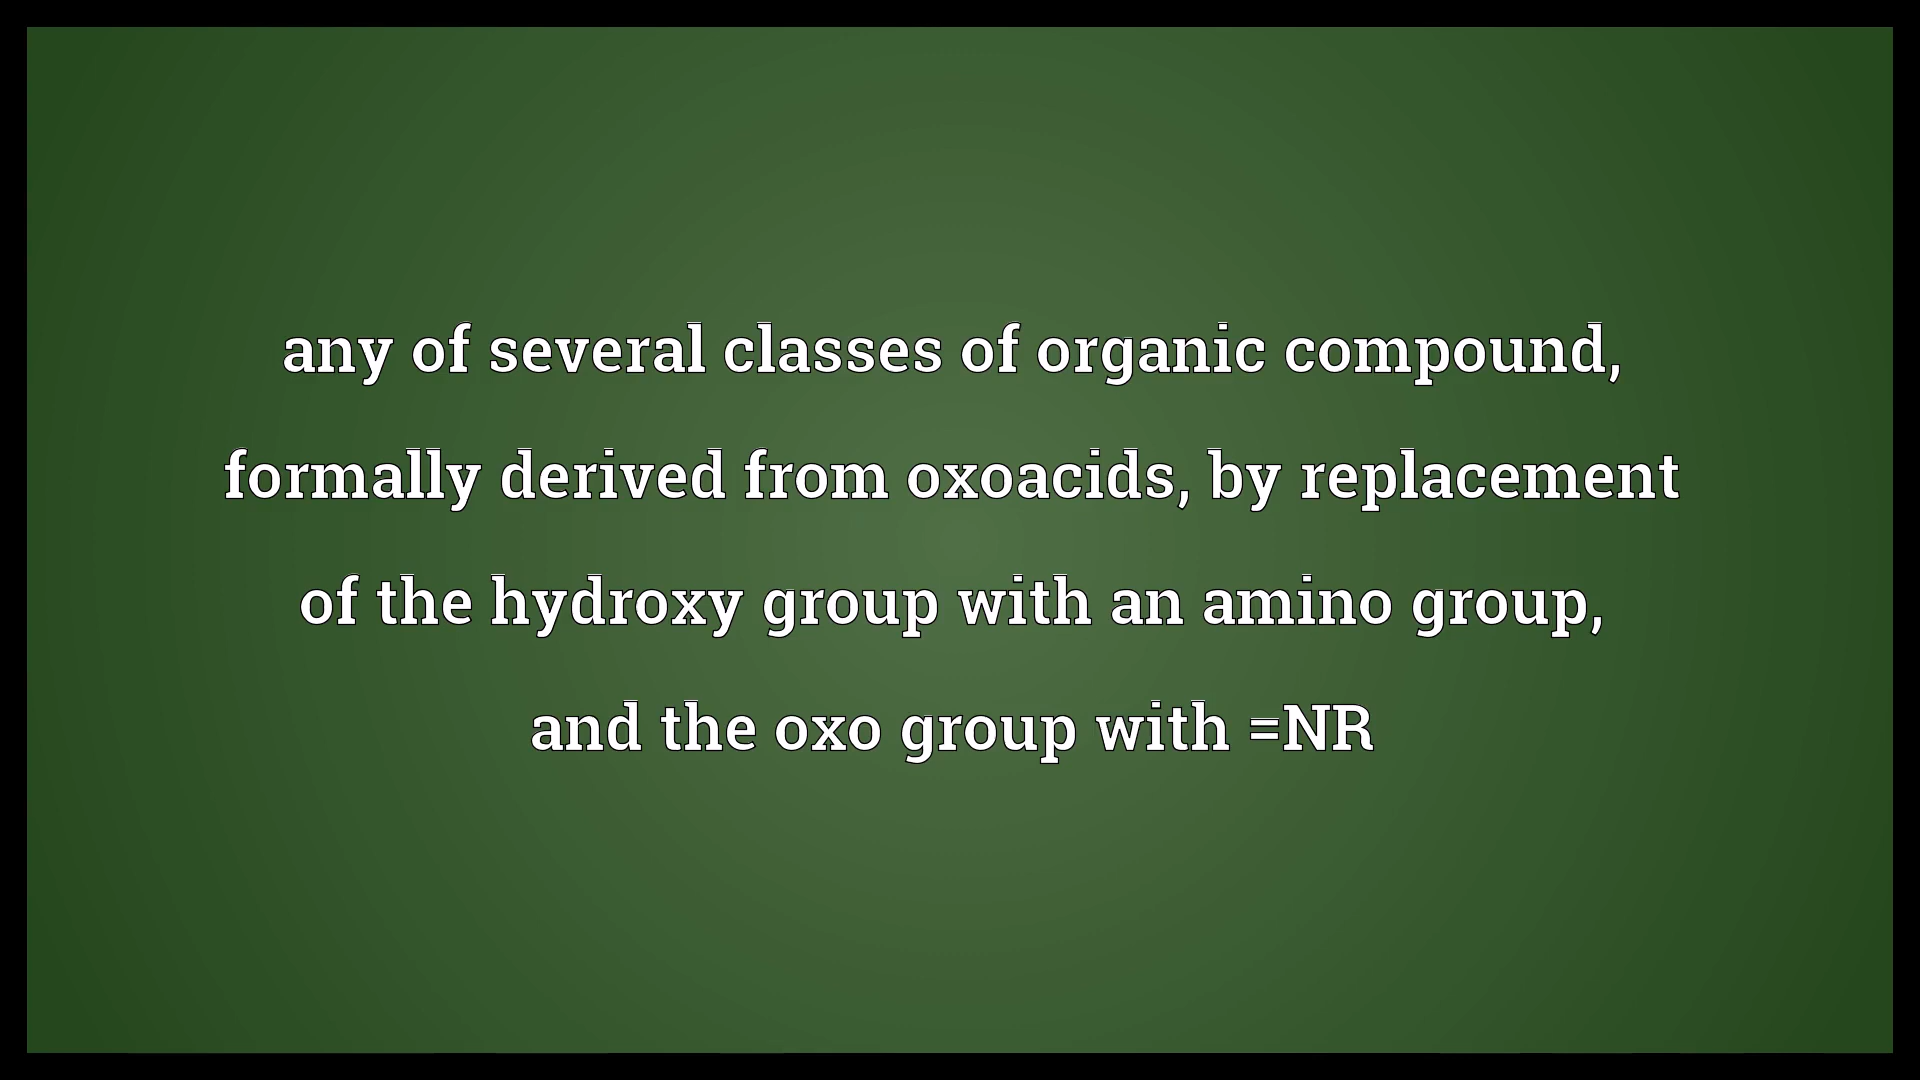 any of several classes of organic compound,
formally derived from oxoacids, by replacement
of the hydroxy group with an amino group,
and the oxo group with =NR